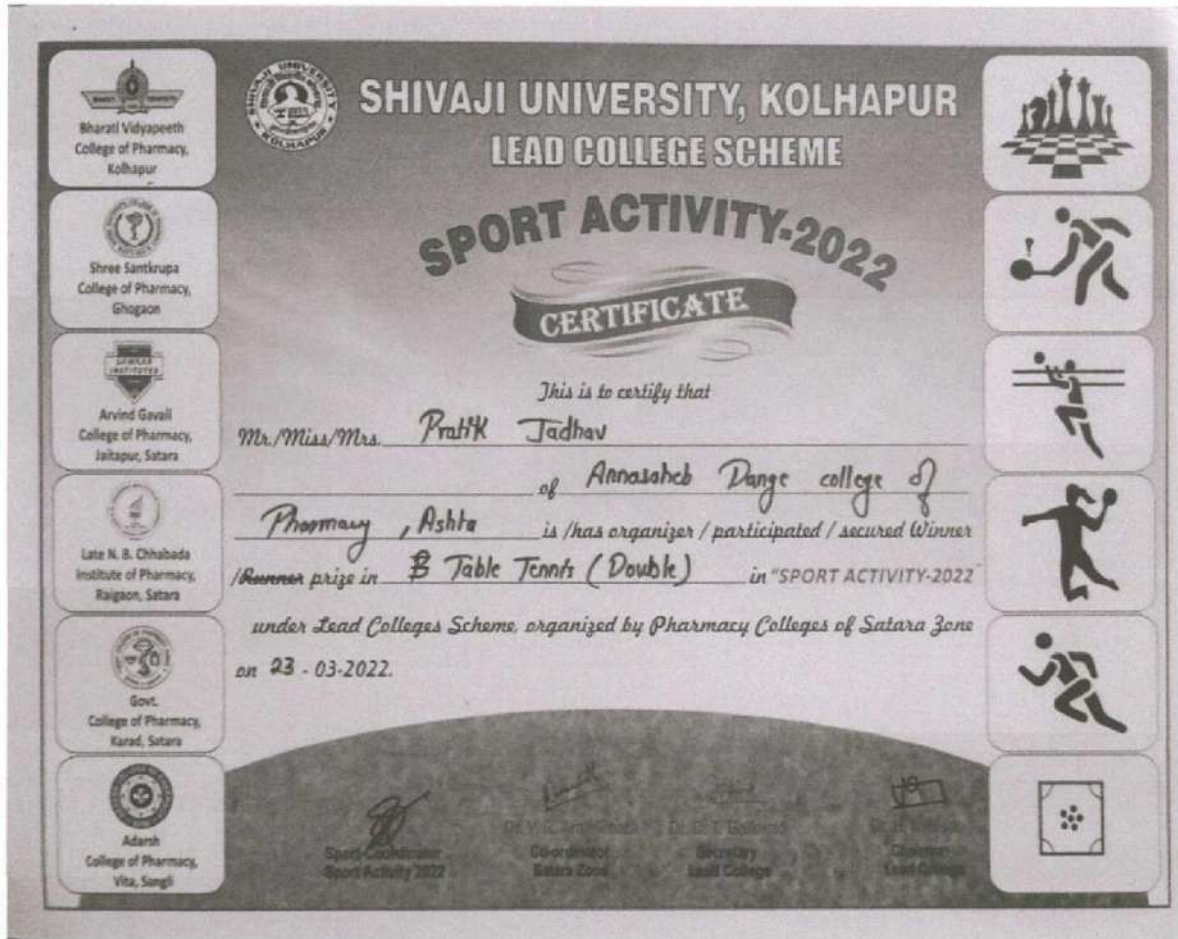 SHIVAJI UNIVERSITY
KOLHAPUR
SHIVAJI UNIVERSITY, KOLHAPUR
LEAD COLLEGE SCHEME
SPORT ACTIVITY-2022
CERTIFICATE
This is to certify that
Mr./Miss/Mrs. Pratik Jadhav
of Annasaheb Dange college of
Pharmacy , Ashta is /has organizer / participated / secured Winner
/Runner prize in B Table Tennis (Double) in "SPORT ACTIVITY-2022"
under Lead Colleges Scheme, organized by Pharmacy Colleges of Satara Zone
on 23 - 03-2022.
Bharati Vidyapeeth
College of Pharmacy,
Kolhapur
Shree Santkrupa
College of Pharmacy,
Ghogaon
Arvind Gavali
College of Pharmacy,
Jaitapur, Satara
Late N. B. Chhabada
Institute of Pharmacy,
Raigaon, Satara
Govt.
College of Pharmacy,
Karad, Satara
Adarsh
College of Pharmacy,
Vita, Sangli
Sport Coordinator
Sport Activity 2022
Co-ordinator
Satara Zone
Secretary
Lead College
Chairman
Lead College